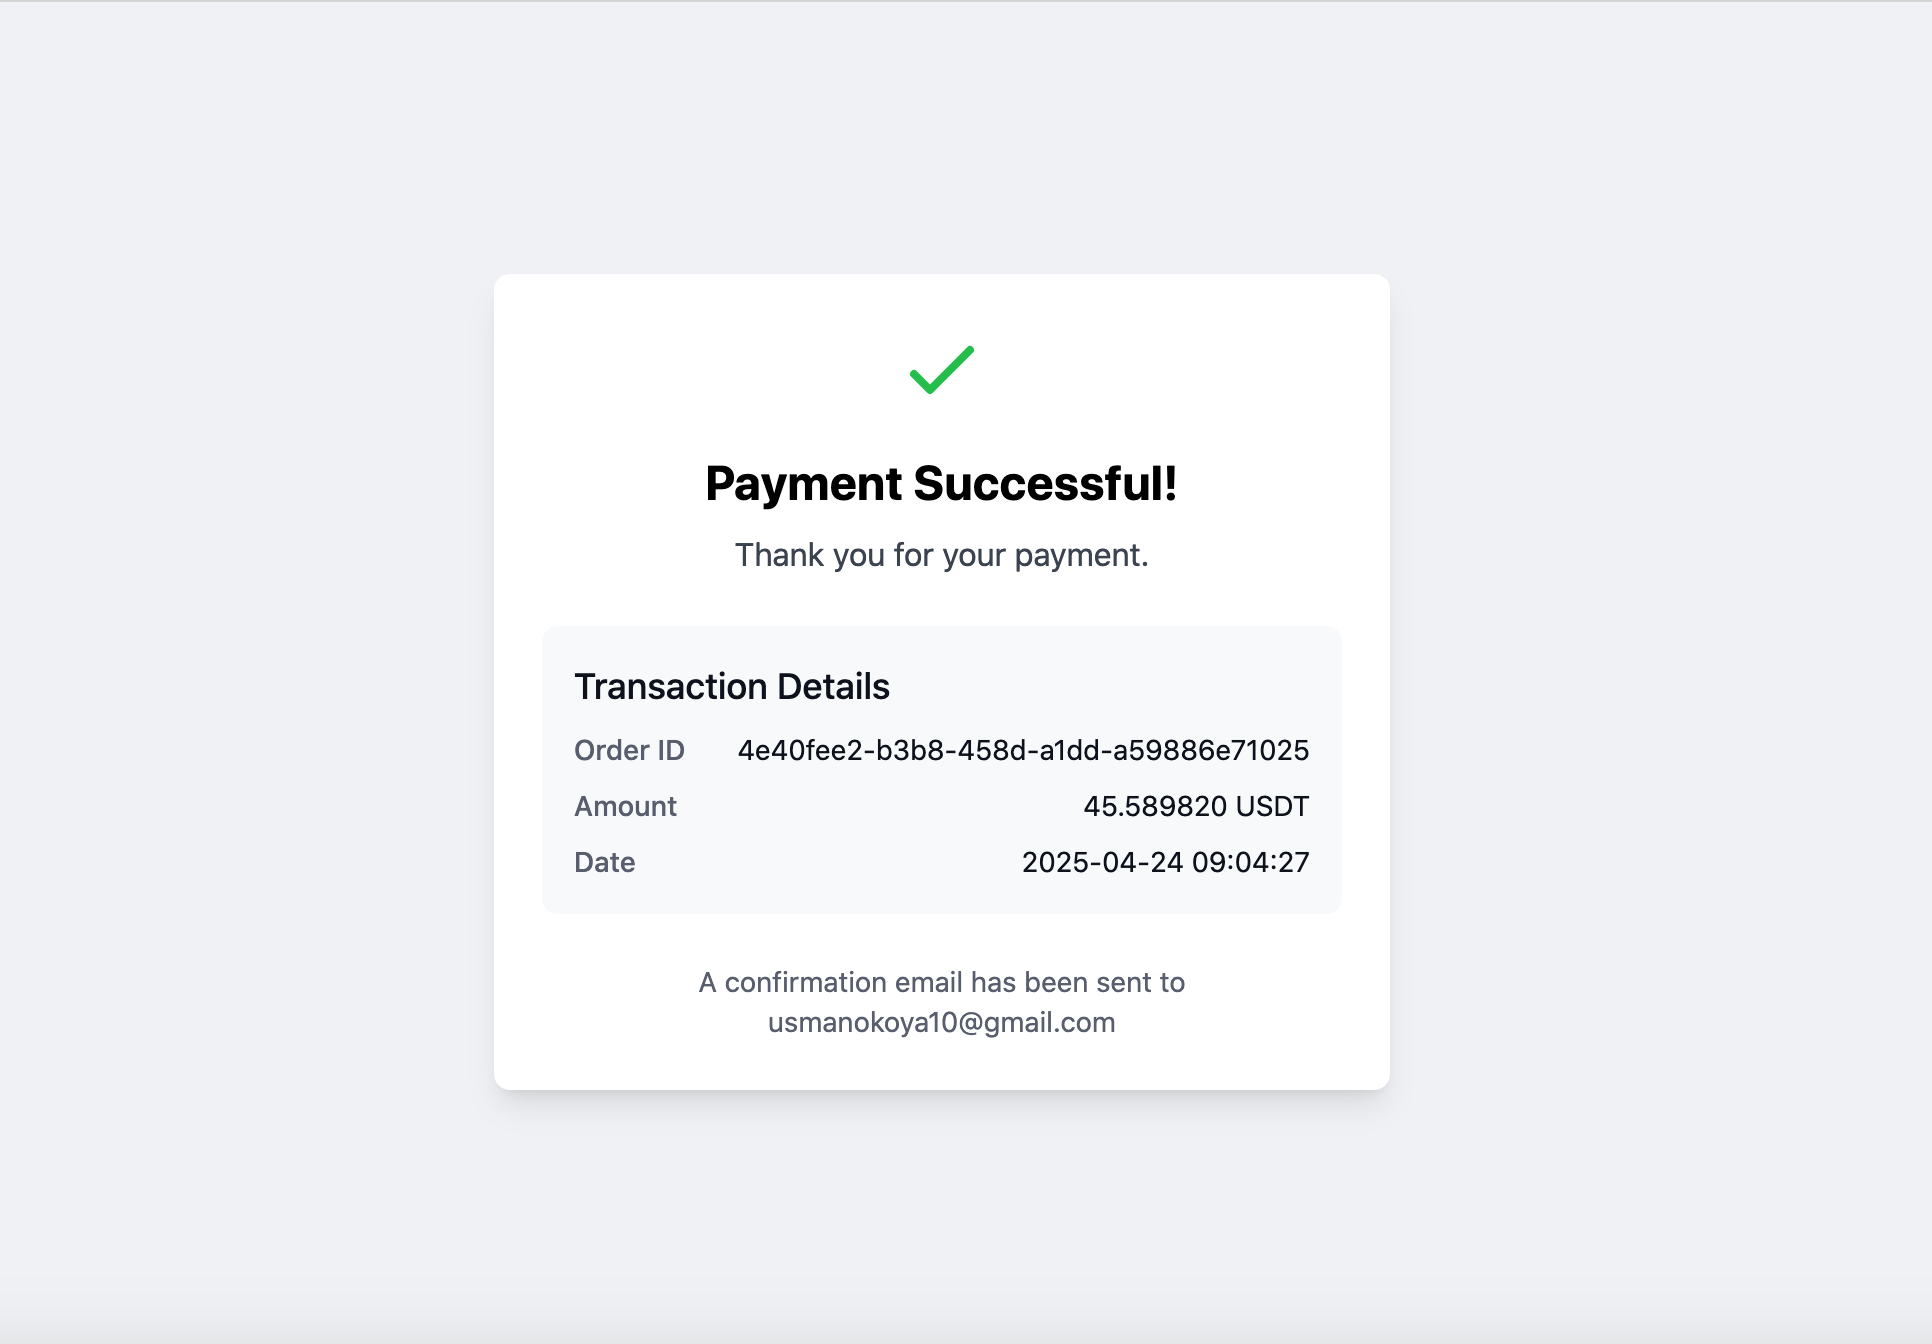 Payment Successful!
Thank you for your payment.
Transaction Details
Order ID 4e40fee2-b3b8-458d-a1dd-a59886e71025
Amount 45.589820 USDT
Date 2025-04-24 09:04:27
A confirmation email has been sent to
usmanokoya10@gmail.com